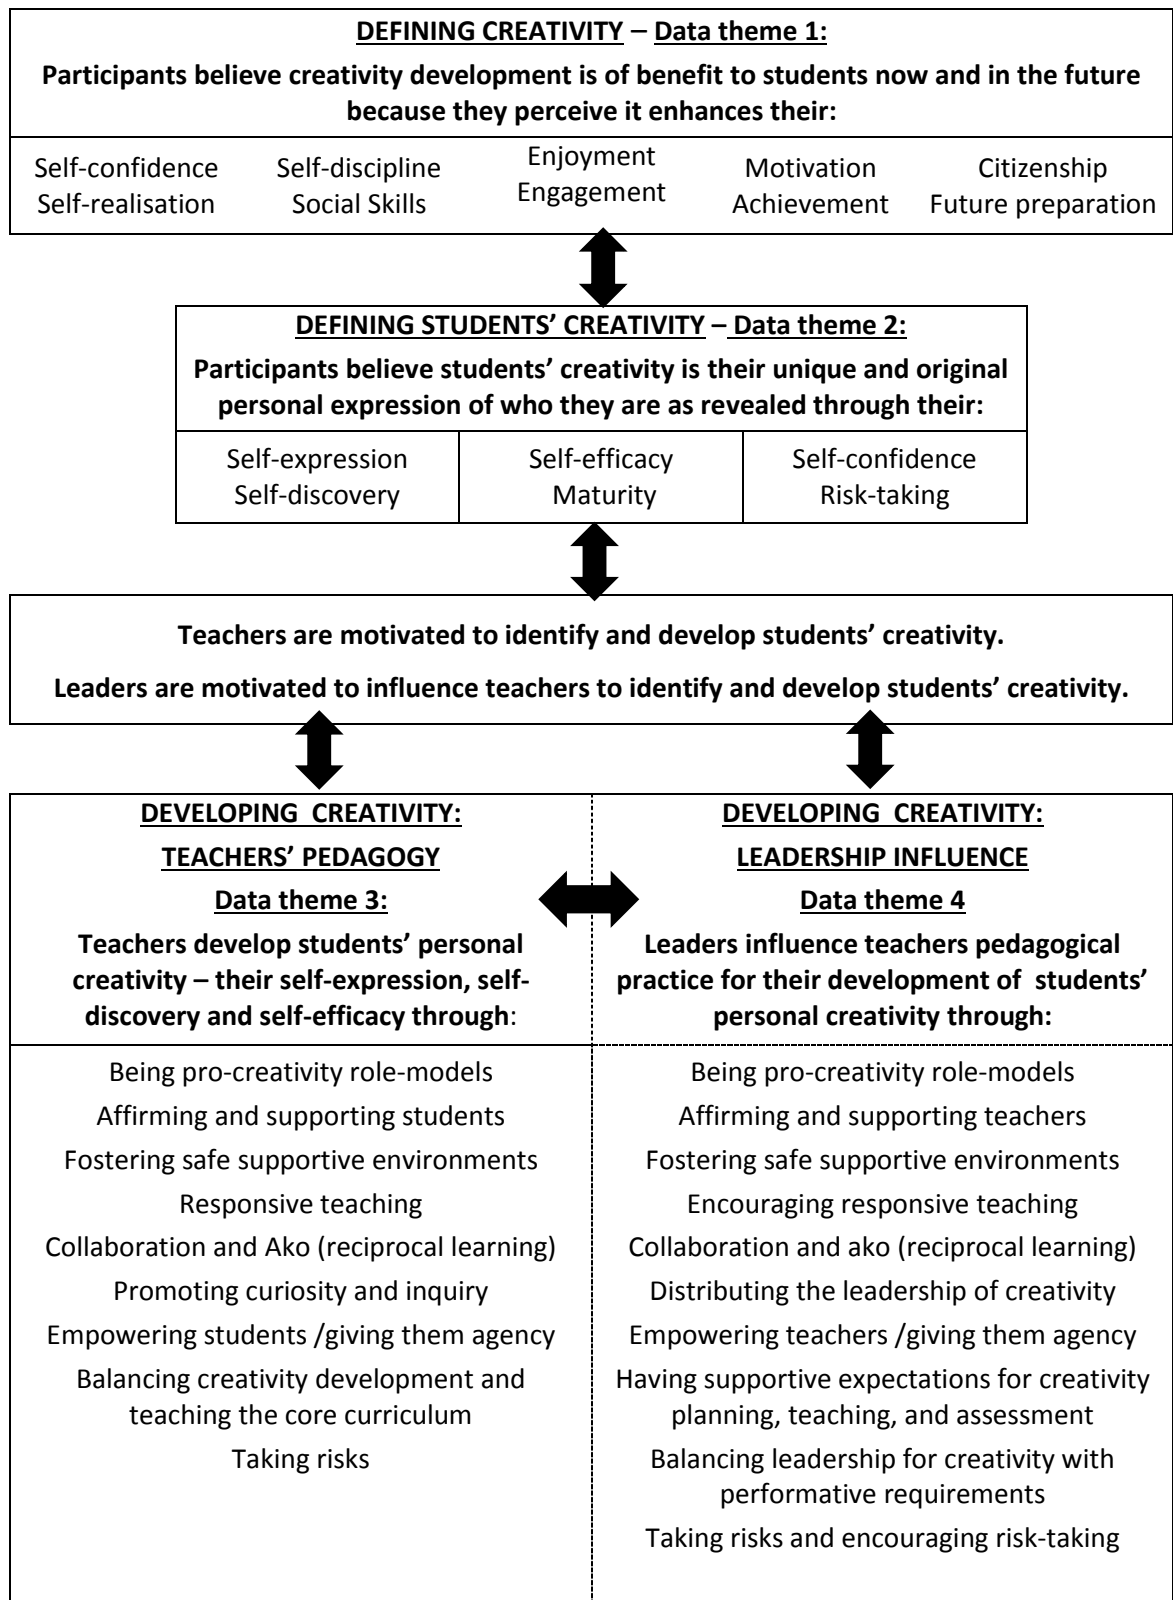 DEFINING CREATIVITY – Data theme 1:
Participants believe creativity development is of benefit to students now and in the future
because they perceive it enhances their:
Self-confidence
Self-realisation
Self-discipline
Social Skills
Enjoyment
Engagement
Motivation
Achievement
Citizenship
Future preparation
DEFINING STUDENTS’ CREATIVITY – Data theme 2:
Participants believe students’ creativity is their unique and original
personal expression of who they are as revealed through their:
Self-expression
Self-discovery
Self-efficacy
Maturity
Self-confidence
Risk-taking
Teachers are motivated to identify and develop students’ creativity.
Leaders are motivated to influence teachers to identify and develop students’ creativity.
DEVELOPING CREATIVITY:
TEACHERS’ PEDAGOGY
Data theme 3:
Teachers develop students’ personal
creativity – their self-expression, self-
discovery and self-efficacy through:
Being pro-creativity role-models
Affirming and supporting students
Fostering safe supportive environments
Responsive teaching
Collaboration and Ako (reciprocal learning)
Promoting curiosity and inquiry
Empowering students /giving them agency
Balancing creativity development and
teaching the core curriculum
Taking risks
DEVELOPING CREATIVITY:
LEADERSHIP INFLUENCE
Data theme 4
Leaders influence teachers pedagogical
practice for their development of students’
personal creativity through:
Being pro-creativity role-models
Affirming and supporting teachers
Fostering safe supportive environments
Encouraging responsive teaching
Collaboration and ako (reciprocal learning)
Distributing the leadership of creativity
Empowering teachers /giving them agency
Having supportive expectations for creativity
planning, teaching, and assessment
Balancing leadership for creativity with
performative requirements
Taking risks and encouraging risk-taking